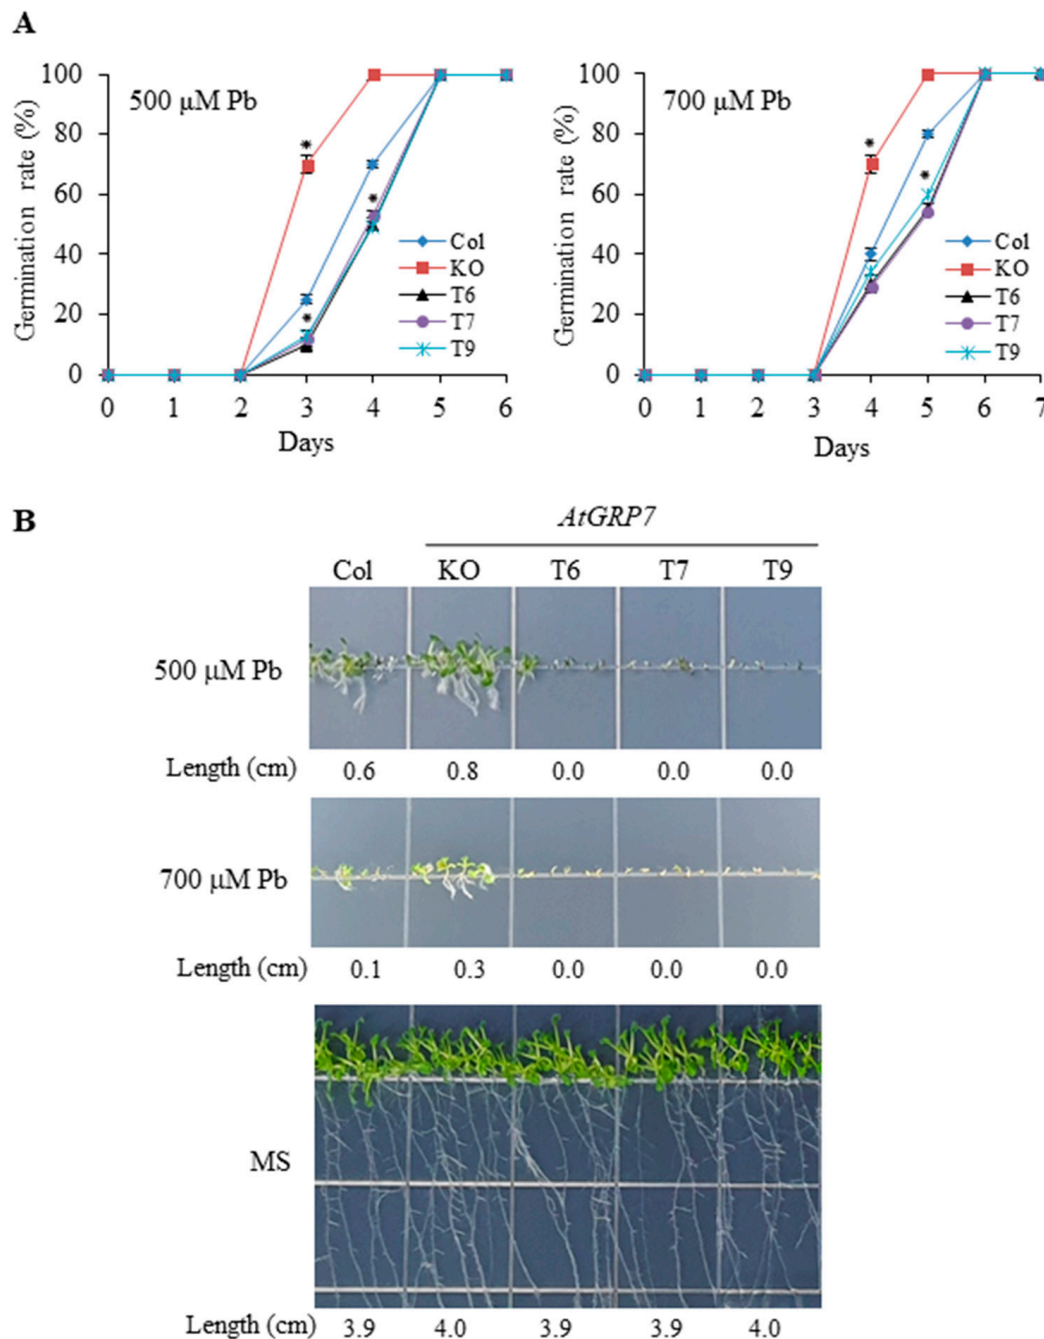 A
100
80
60
40
20
0
Germination rate (%)
500 μM Pb
Col
KO
T6
T7
T9
0 1 2 3 4 5 6
Days
100
80
60
40
20
0
Germination rate (%)
700 μM Pb
Col
KO
T6
T7
T9
0 1 2 3 4 5 6 7
Days
B
AtGRP7
Col KO T6 T7 T9
500 μM Pb
Length (cm) 0.6 0.8 0.0 0.0 0.0
700 μM Pb
Length (cm) 0.1 0.3 0.0 0.0 0.0
MS
Length (cm) 3.9 4.0 3.9 3.9 4.0